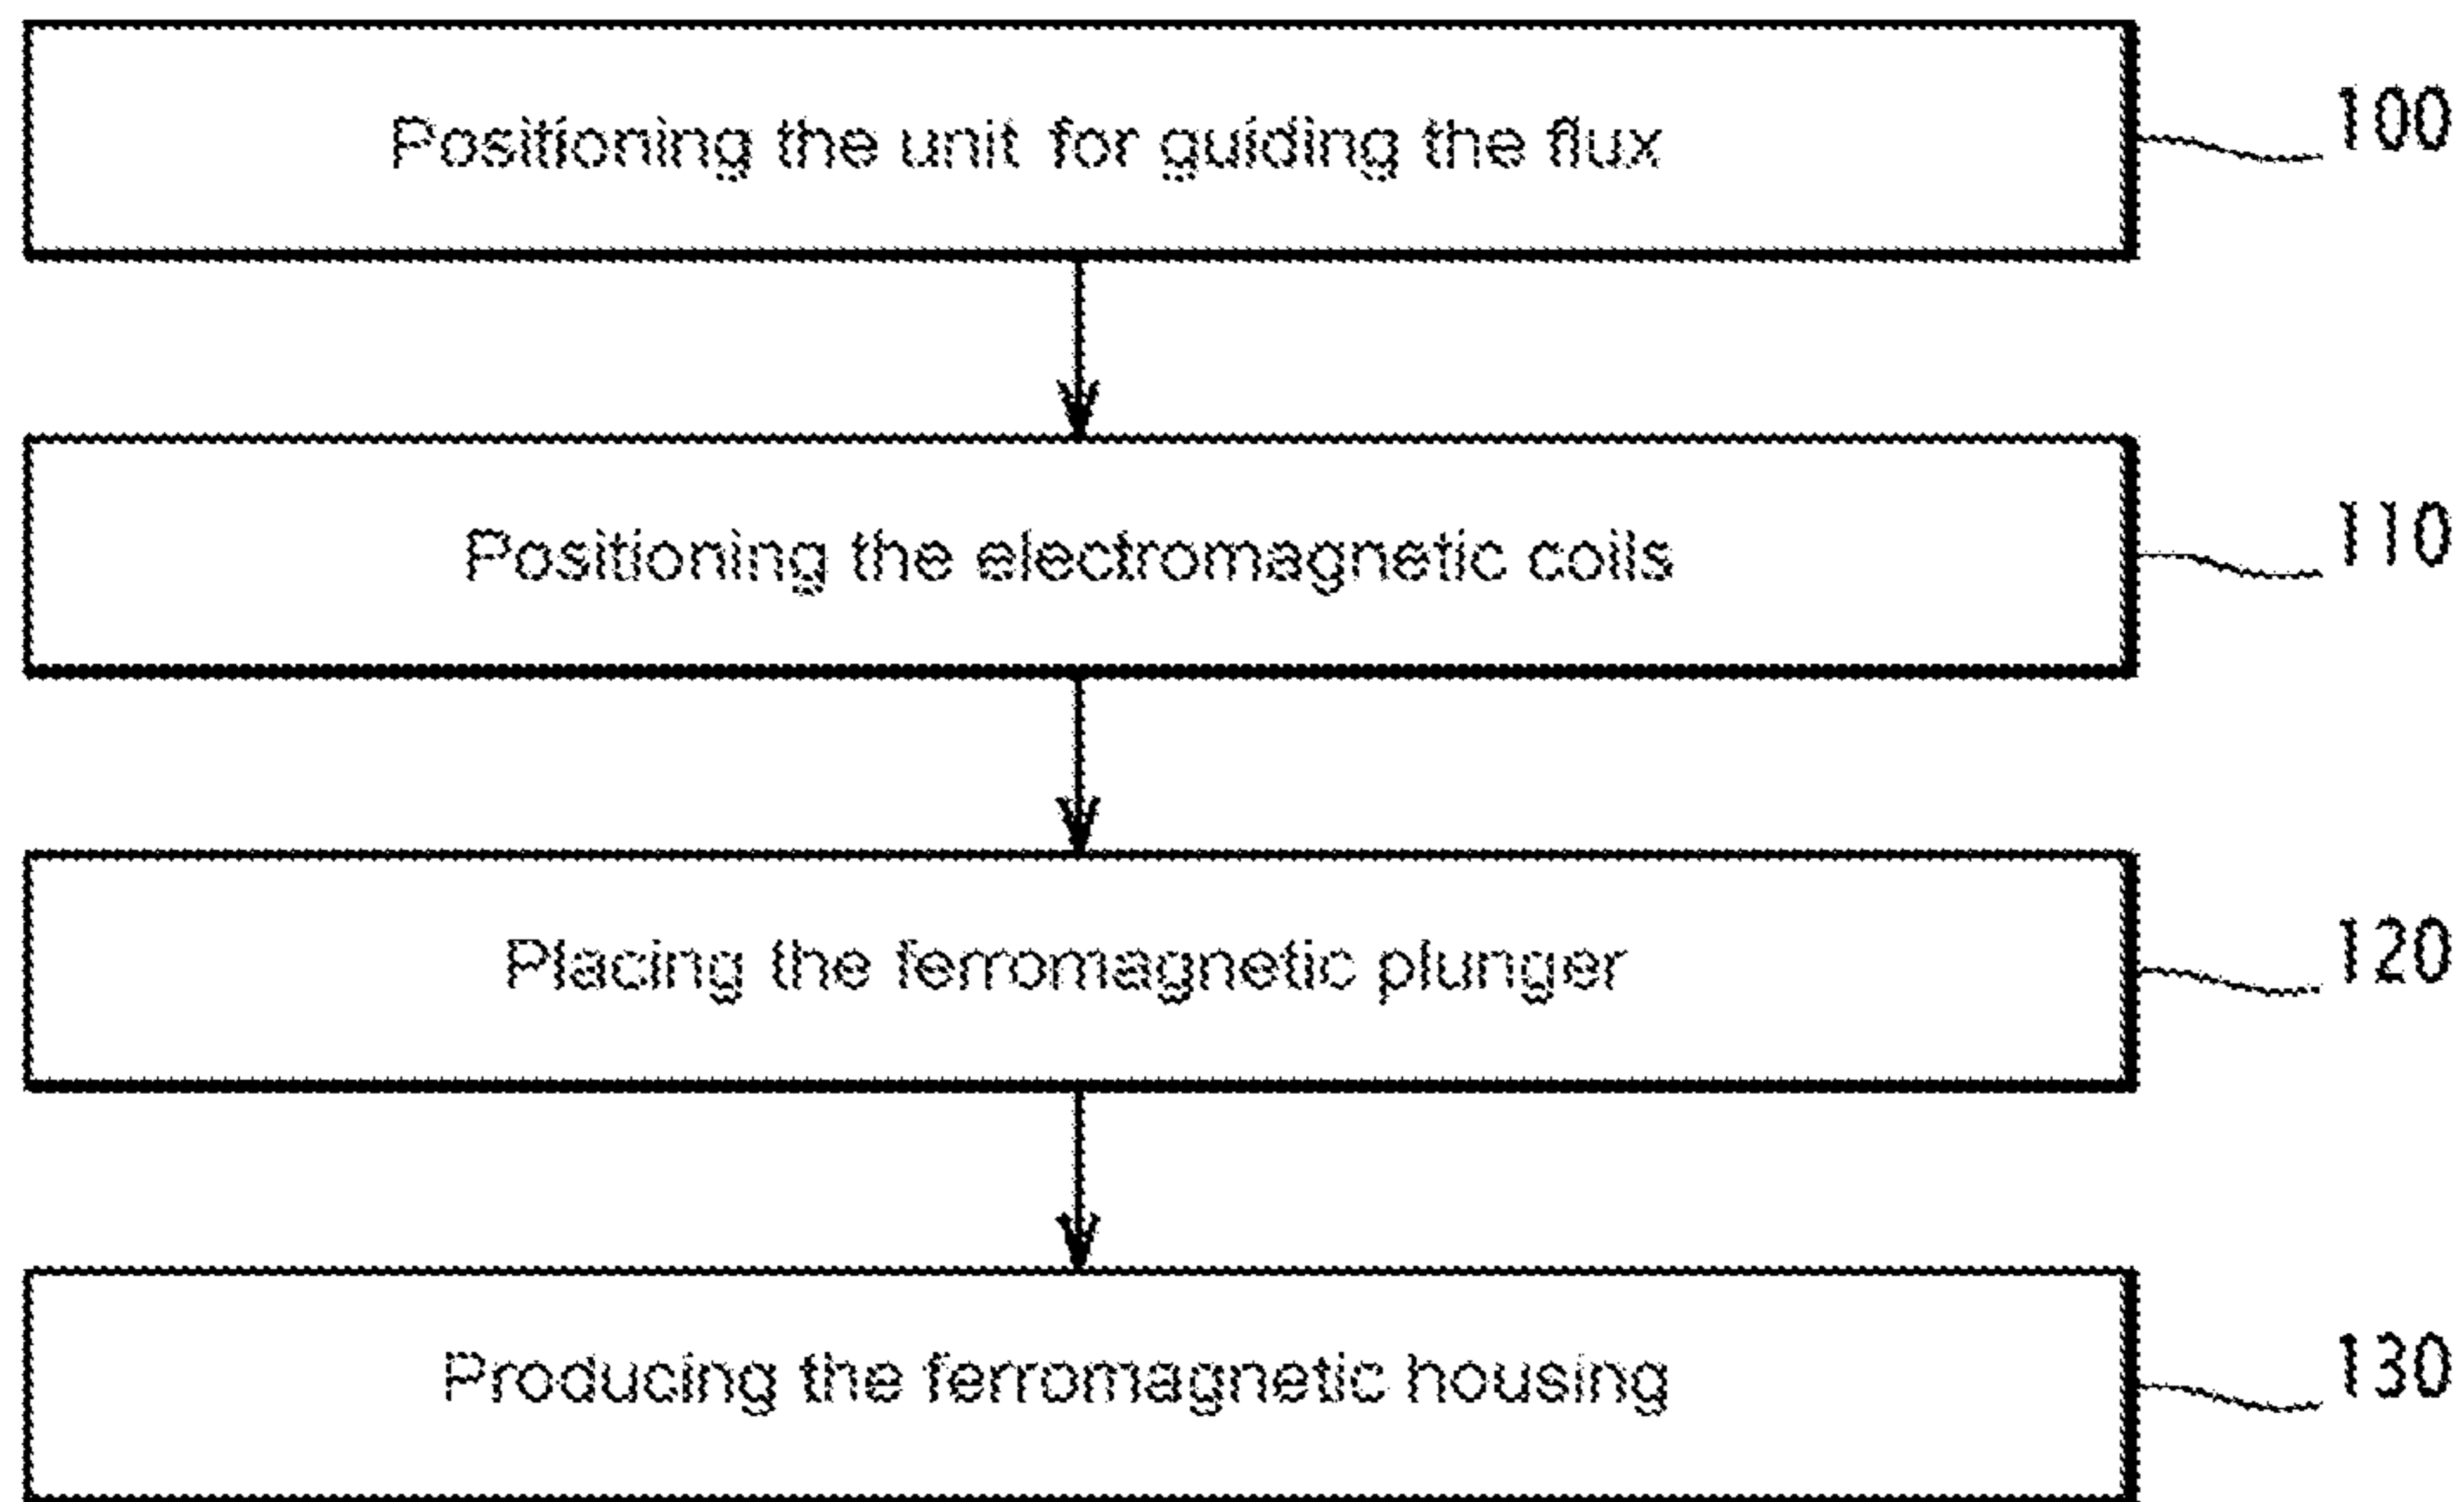 Positioning the unit for guiding the flux
100
Positioning the electromagnetic coils
110
Placing the ferromagnetic plunger
120
Producing the ferromagnetic housing
130